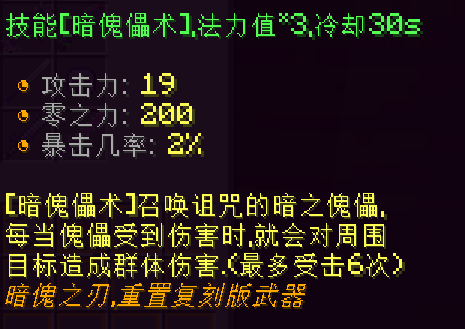 技能[暗傀儡术],法力值*3,冷却30s
攻击力: 19
零之力: 200
暴击几率: 2%
[暗傀儡术]召唤诅咒的暗之傀儡,
每当傀儡受到伤害时,就会对周围
目标造成群体伤害.(最多受击6次)
暗傀之刃,重置复刻版武器